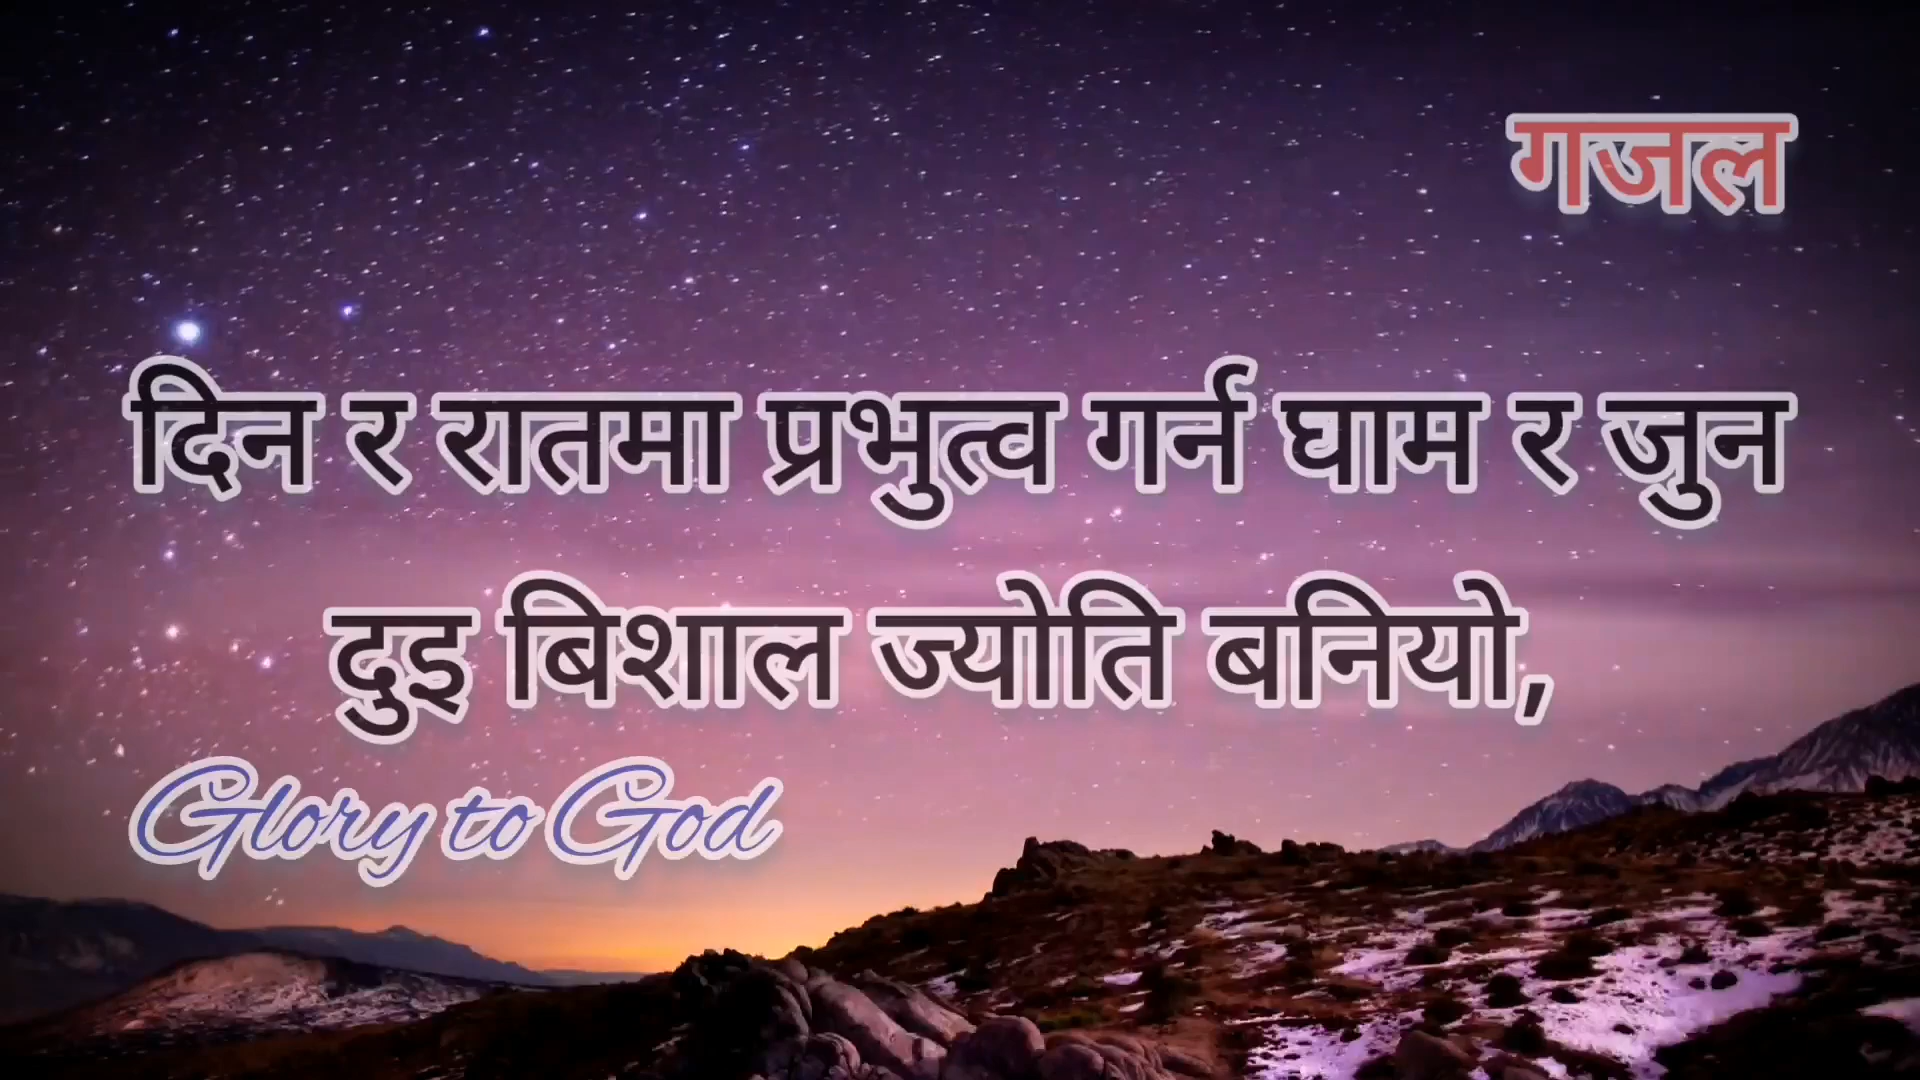 गजल
दिन र रातमा प्रभुत्व गर्न घाम र जुन
दुइ बिशाल ज्योति बनियो,
Glory to God